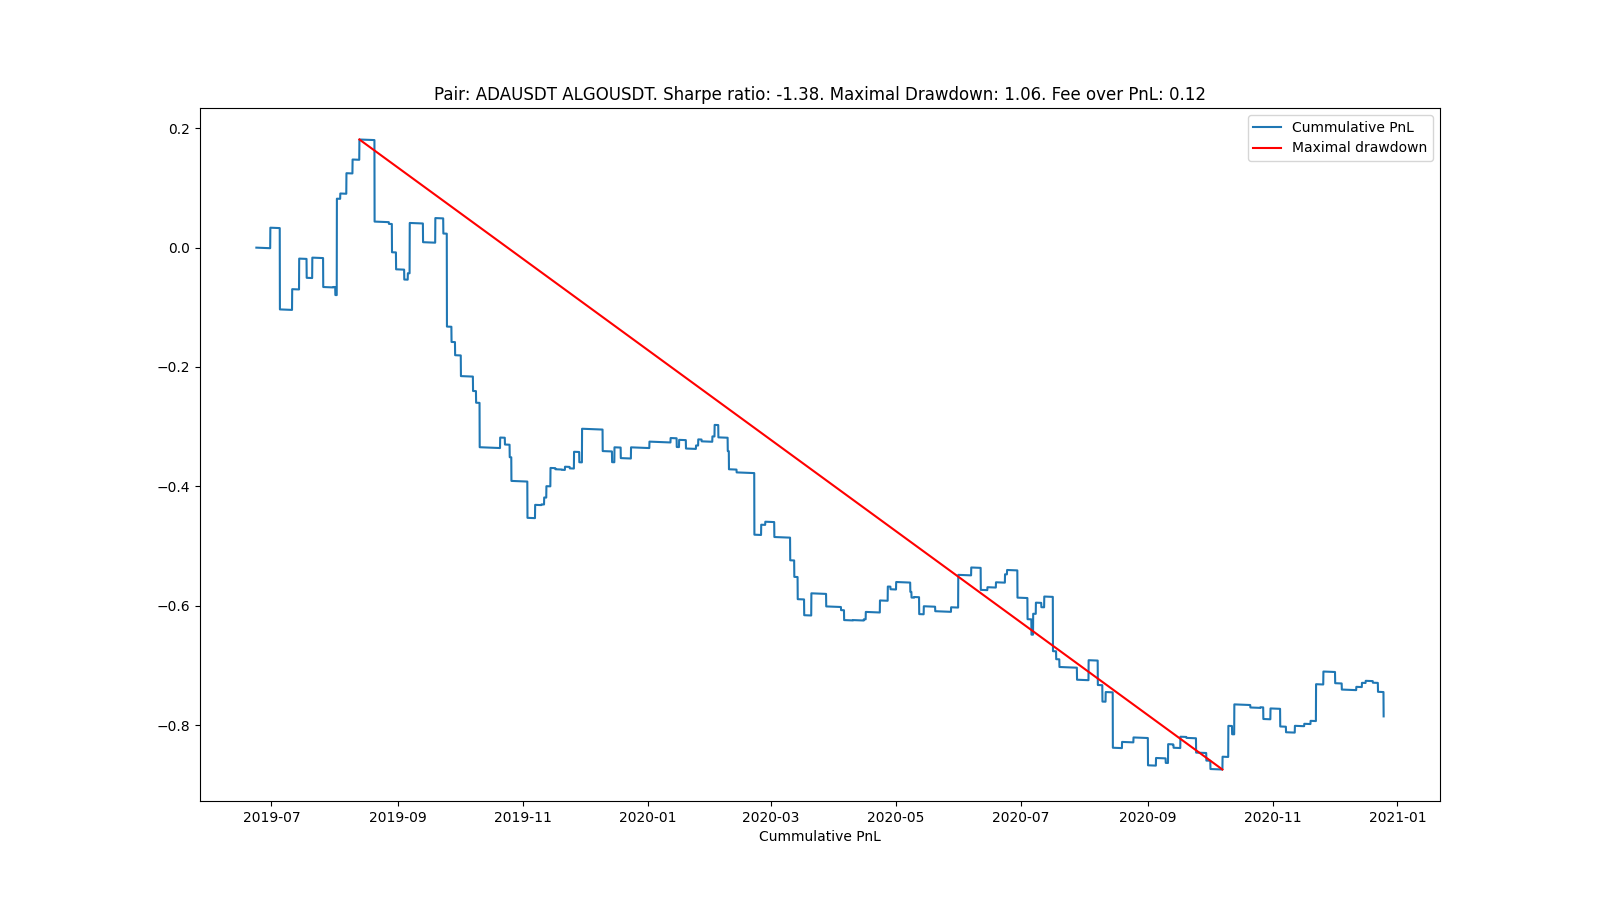 Pair: ADAUSDT ALGOUSDT. Sharpe ratio: -1.38. Maximal Drawdown: 1.06. Fee over PnL: 0.12
Cummulative PnL
Maximal drawdown
0.2
0.0
−0.2
−0.4
−0.6
−0.8
2019-07 2019-09 2019-11 2020-01 2020-03 2020-05 2020-07 2020-09 2020-11 2021-01
Cummulative PnL